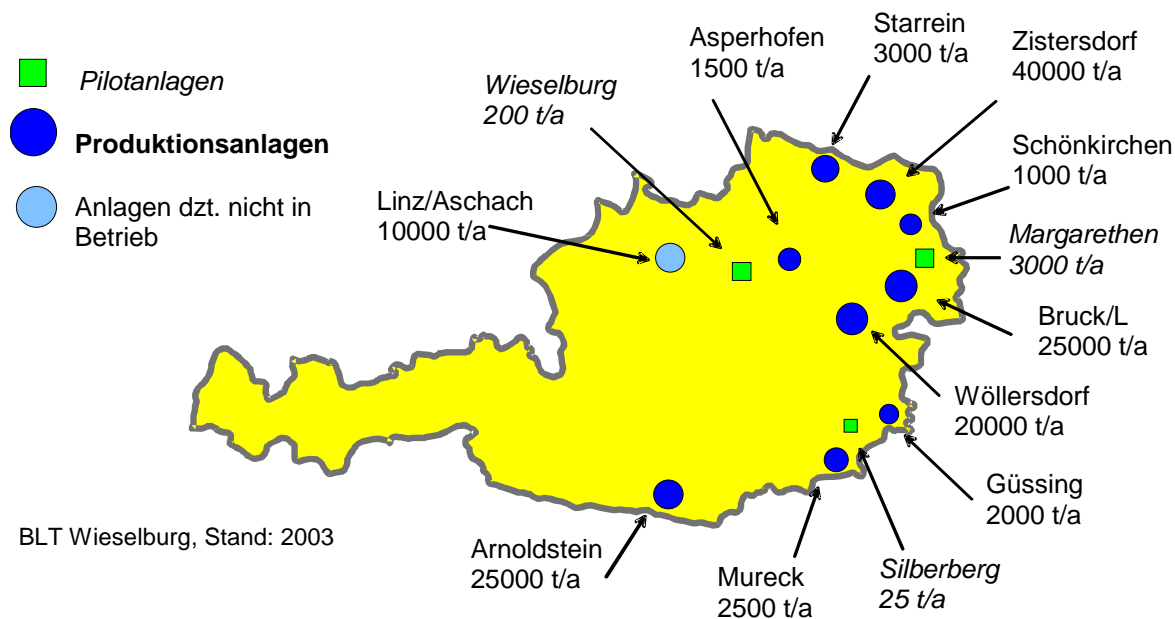 Pilotanlagen
Produktionsanlagen
Anlagen dzt. nicht in
Betrieb
Linz/Aschach
10000 t/a
Wieselburg
200 t/a
Asperhofen
1500 t/a
Starrein
3000 t/a
Zistersdorf
40000 t/a
Schönkirchen
1000 t/a
Margarethen
3000 t/a
Bruck/L
25000 t/a
Wöllersdorf
20000 t/a
Güssing
2000 t/a
Silberberg
25 t/a
Mureck
2500 t/a
Arnoldstein
25000 t/a
BLT Wieselburg, Stand: 2003